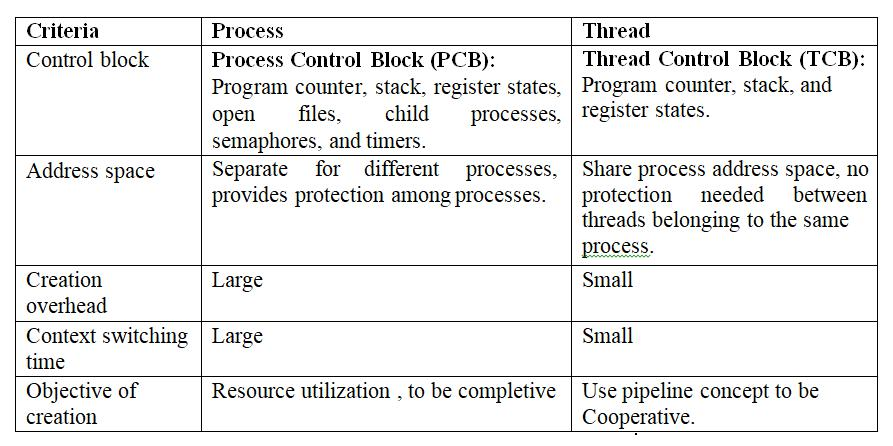 Criteria Process Thread
Control block Process Control Block (PCB): Thread Control Block (TCB):
Program counter, stack, register states, Program counter, stack, and
open files, child processes, register states.
semaphores, and timers.
Address space Separate for different processes, Share process address space, no
provides protection among processes. protection needed between
threads belonging to the same
process.
Creation Large Small
overhead
Context switching Large Small
time
Objective of Resource utilization , to be completive Use pipeline concept to be
creation Cooperative.